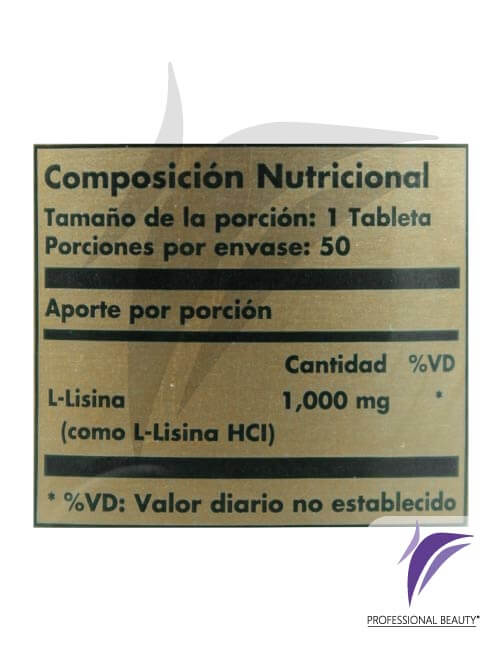 Composición Nutricional
Tamaño de la porción: 1 Tableta
Porciones por envase: 50
Aporte por porción
Cantidad %VD
L-Lisina 1,000 mg *
(como L-Lisina HCl)
* %VD: Valor diario no establecido
PROFESSIONAL BEAUTY*